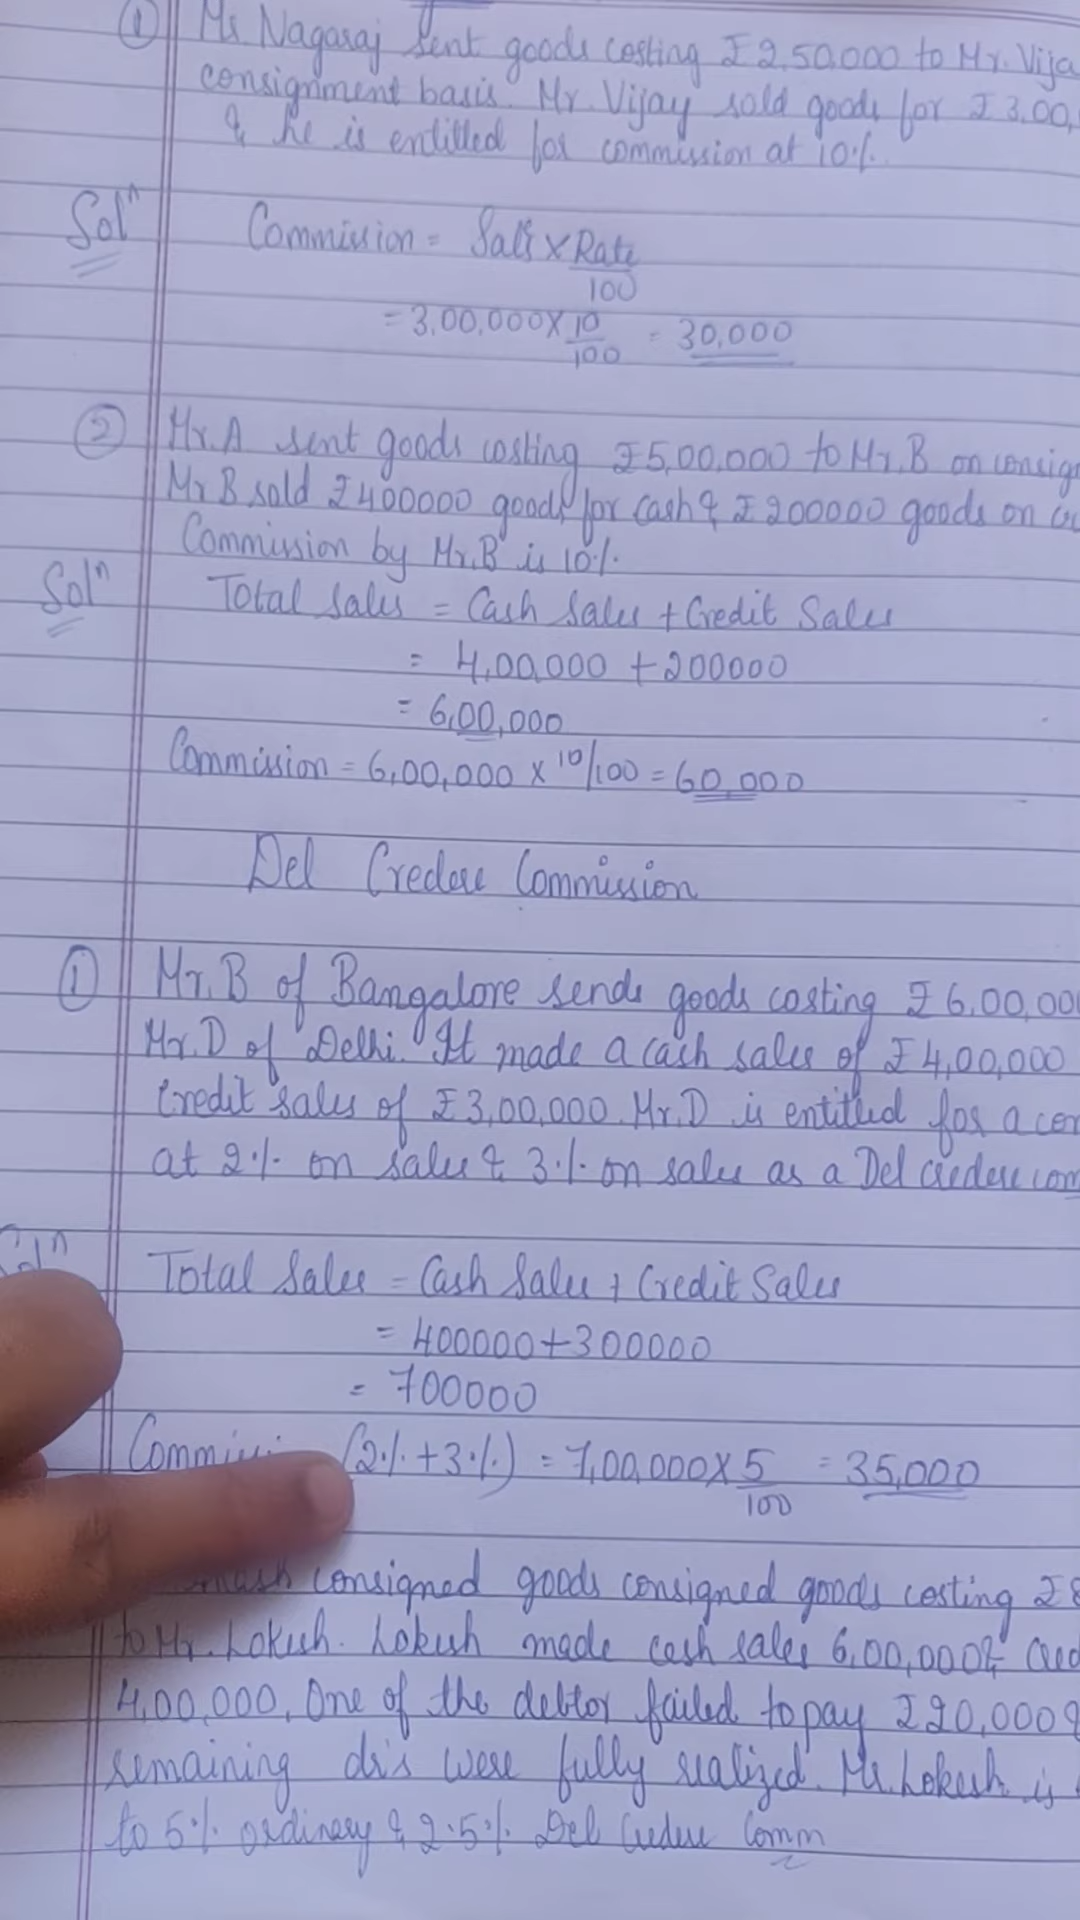 ① Mr Nagaraj sent goods costing ₹2,50,000 to Mr. Vija
consignment basis. Mr. Vijay sold goods for ₹3,00,
& he is entitled for commission at 10%.
Solⁿ Commission = Sales × Rate
100
= 3,00,000 × 10 = 30,000
100
② Mr. A sent goods costing ₹5,00,000 to Mr. B on consig
Mr B sold ₹400000 goods for cash & ₹200000 goods on
Commission by Mr. B is 10%.
Solⁿ Total Sales = Cash Sales + Credit Sales
= 4,00,000 + 200000
= 6,00,000
Commission = 6,00,000 × 10/100 = 60,000
Del Credere Commission
① Mr. B of Bangalore sends goods costing ₹6,00,00
Mr. D of Delhi. It made a cash sales of ₹4,00,000
Credit sales of ₹3,00,000. Mr. D is entitled for a co
at 2% on sales & 3% on sales as a Del credere com
Total Sales = Cash Sales + Credit Sales
= 400000 + 300000
= 700000
Commissi (2% + 3%) = 7,00,000 × 5 = 35,000
100
consigned goods consigned goods costing ₹8
to Mr. Lokesh. Lokesh made cash sales 6,00,000 & Cred
4,00,000. One of the debtor failed to pay ₹20,000 &
remaining drs were fully realized. Mr. Lokesh is
to 5% ordinary & 2.5% Del Credere Comm